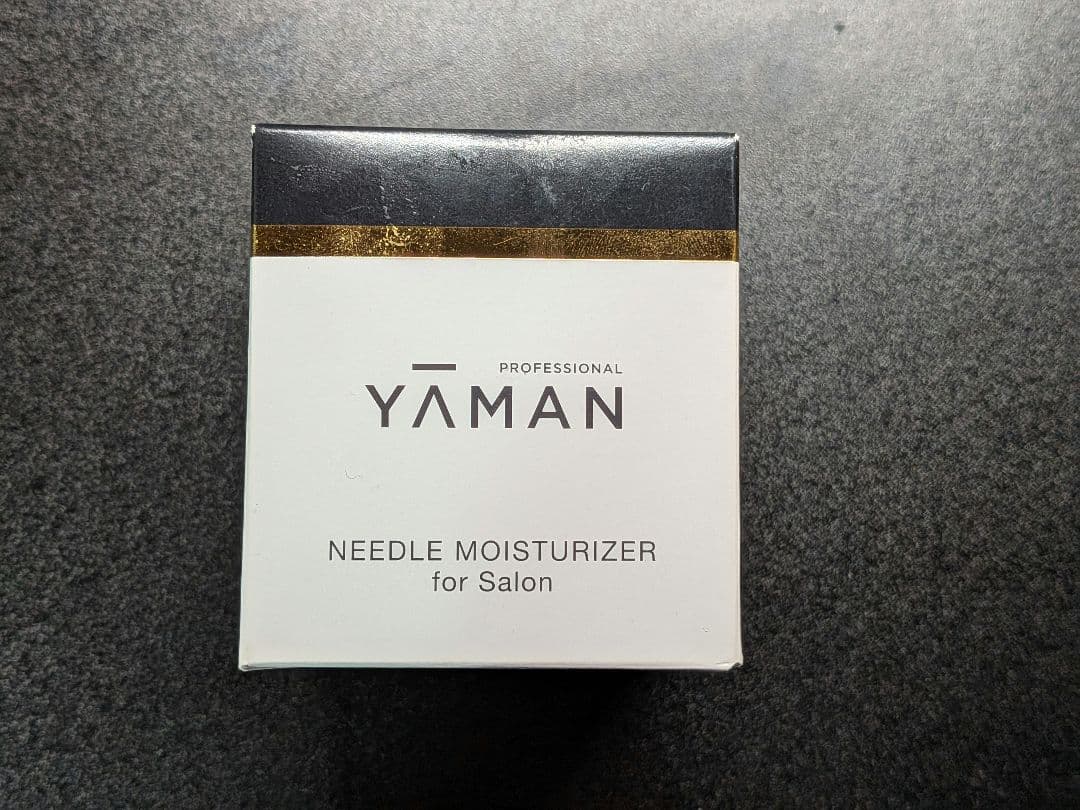 PROFESSIONAL
YĀMAN
NEEDLE MOISTURIZER
for Salon